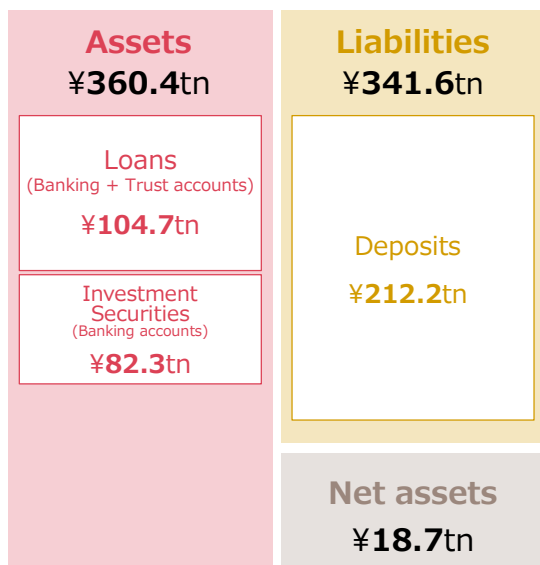 Assets
¥360.4tn
Loans
(Banking + Trust accounts)
¥104.7tn
Investment
Securities
(Banking accounts)
¥82.3tn
Liabilities
¥341.6tn
Deposits
¥212.2tn
Net assets
¥18.7tn